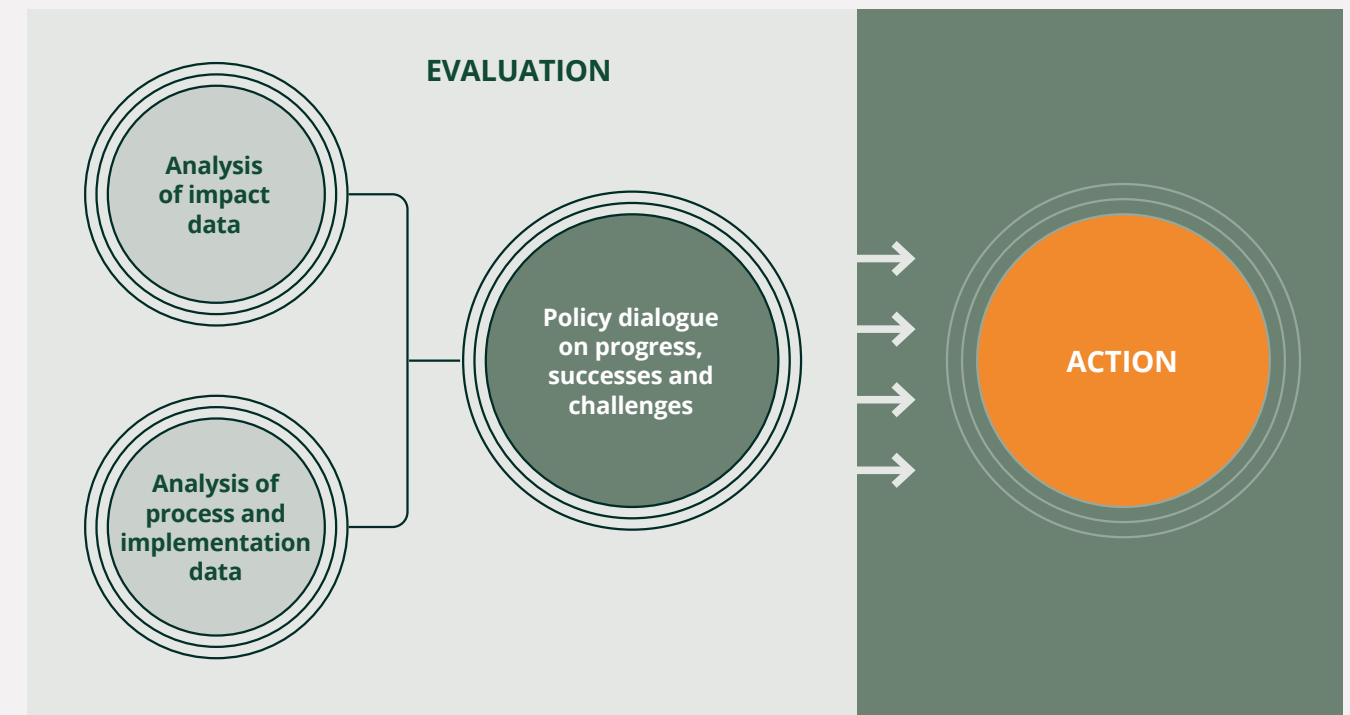 EVALUATION
Analysis
of impact
data
Analysis of
process and
implementation
data
Policy dialogue
on progress,
successes and
challenges
ACTION